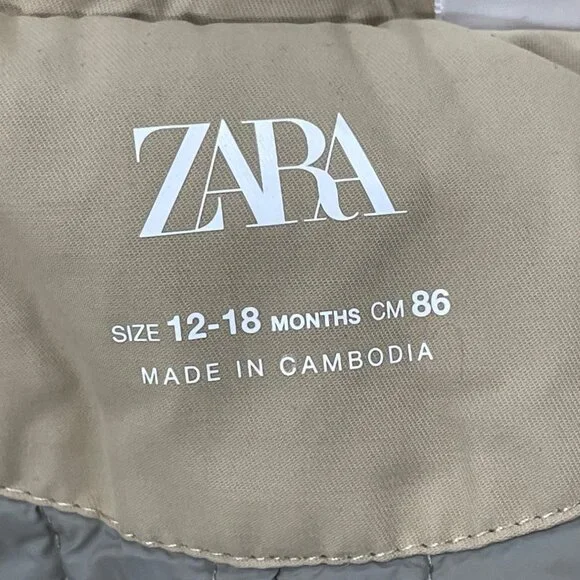 ZARA
SIZE 12-18 MONTHS CM 86
MADE IN CAMBODIA